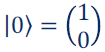 |0⟩ = (1
0)